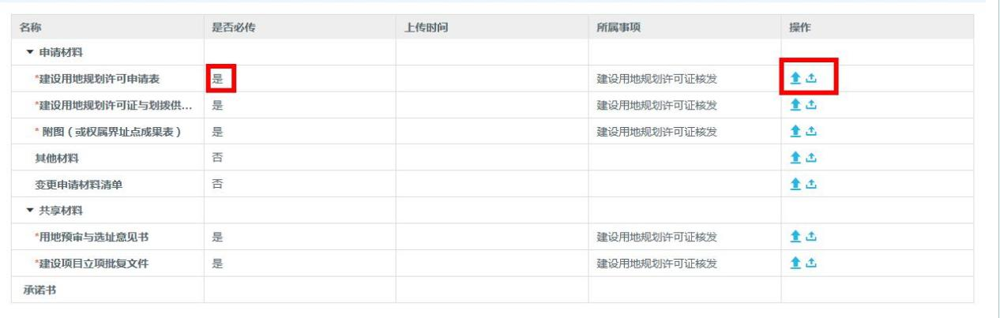 名称 是否必传 上传时间 所属事项 操作
申请材料
*建设用地规划许可申请表 是 建设用地规划许可证核发
*建设用地规划许可证与划拨供... 是 建设用地规划许可证核发
* 附图（或权属界址点成果表） 是 建设用地规划许可证核发
其他材料 否
变更申请材料清单 否
共享材料
*用地预审与选址意见书 是 建设用地规划许可证核发
*建设项目立项批复文件 是 建设用地规划许可证核发
承诺书